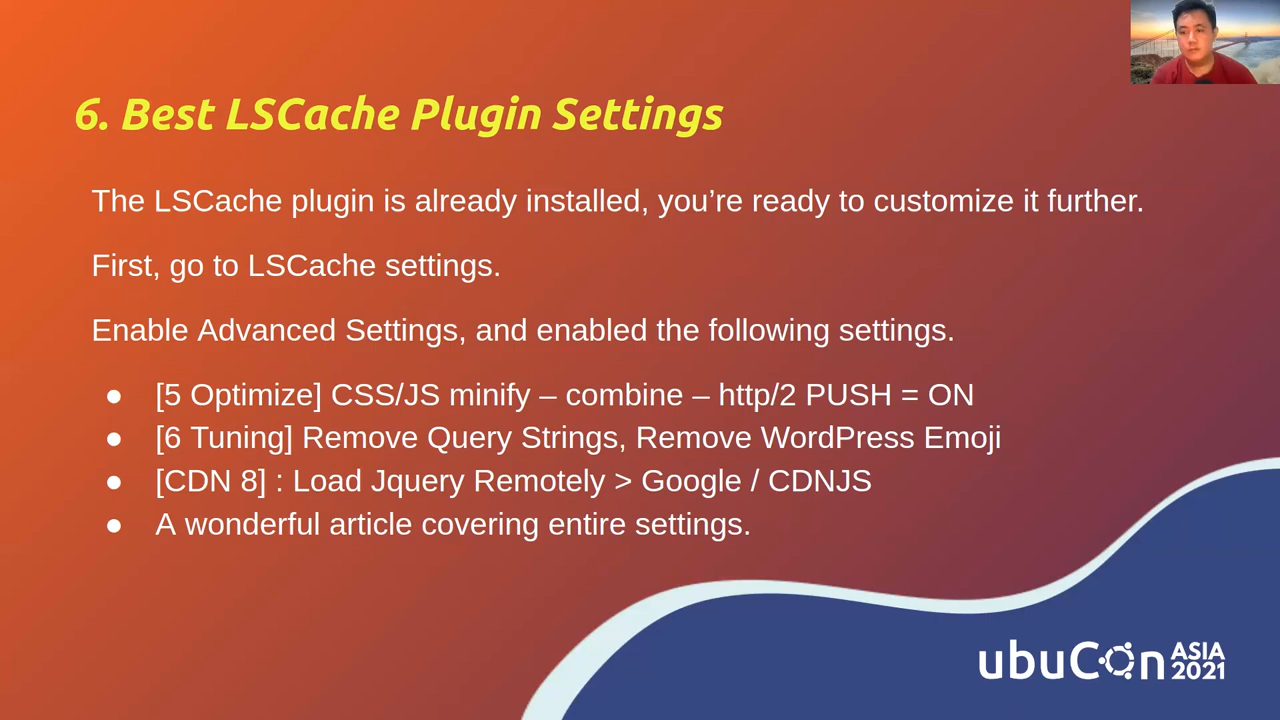 6. Best LSCache Plugin Settings
The LSCache plugin is already installed, you’re ready to customize it further.
First, go to LSCache settings.
Enable Advanced Settings, and enabled the following settings.
● [5 Optimize] CSS/JS minify – combine – http/2 PUSH = ON
● [6 Tuning] Remove Query Strings, Remove WordPress Emoji
● [CDN 8] : Load Jquery Remotely > Google / CDNJS
● A wonderful article covering entire settings.
ubuCon ASIA
2021